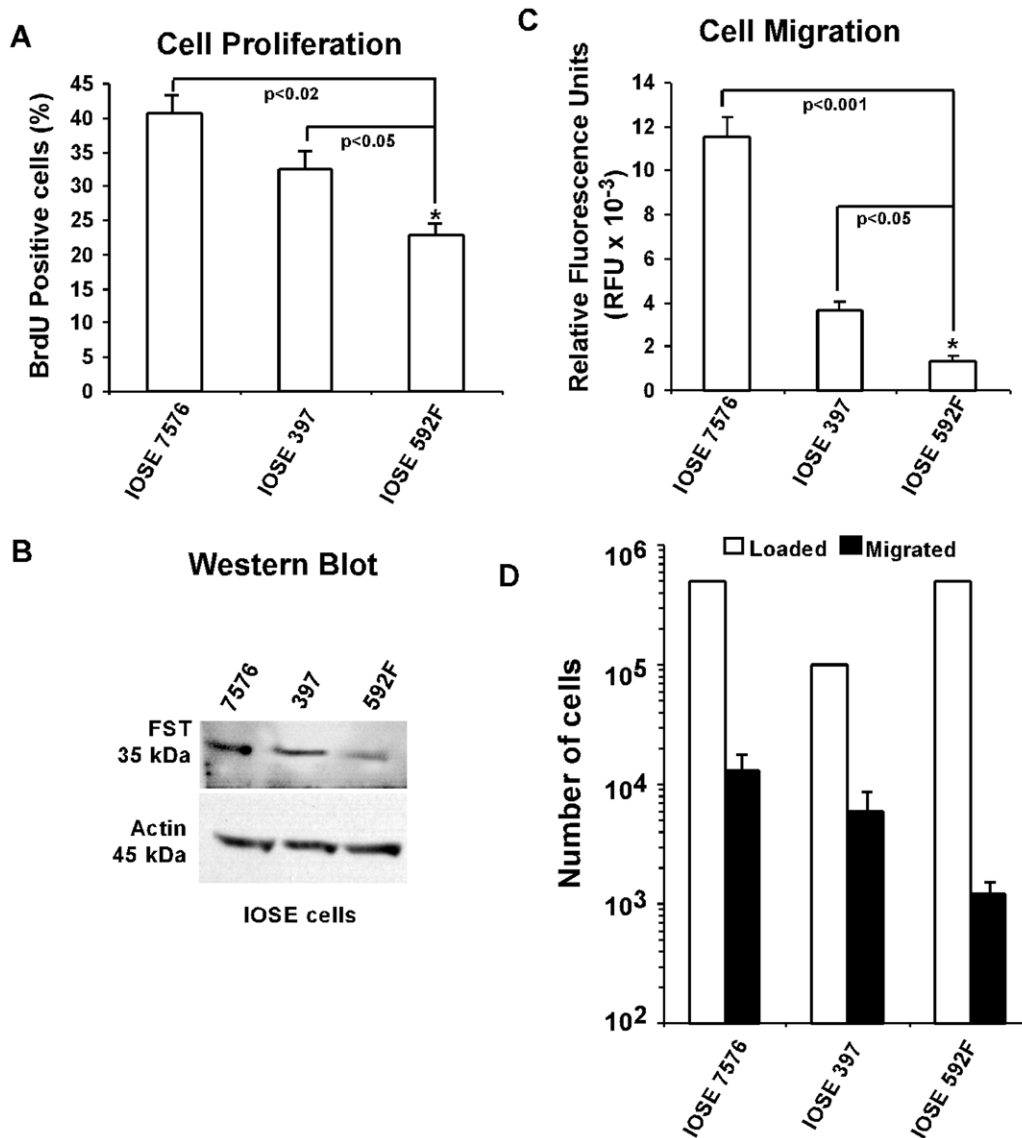 A
Cell Proliferation
BrdU Positive cells (%)
45
40
35
30
25
20
15
10
5
0
p<0.02
p<0.05
*
IOSE 7576
IOSE 397
IOSE 592F
B
Western Blot
7576
397
592F
FST
35 kDa
Actin
45 kDa
IOSE cells
C
Cell Migration
Relative Fluorescence Units
(RFU x 10-3)
14
12
10
8
6
4
2
0
p<0.001
p<0.05
*
IOSE 7576
IOSE 397
IOSE 592F
D
Loaded
Migrated
Number of cells
10⁶
10⁵
10⁴
10³
10²
IOSE 7576
IOSE 397
IOSE 592F